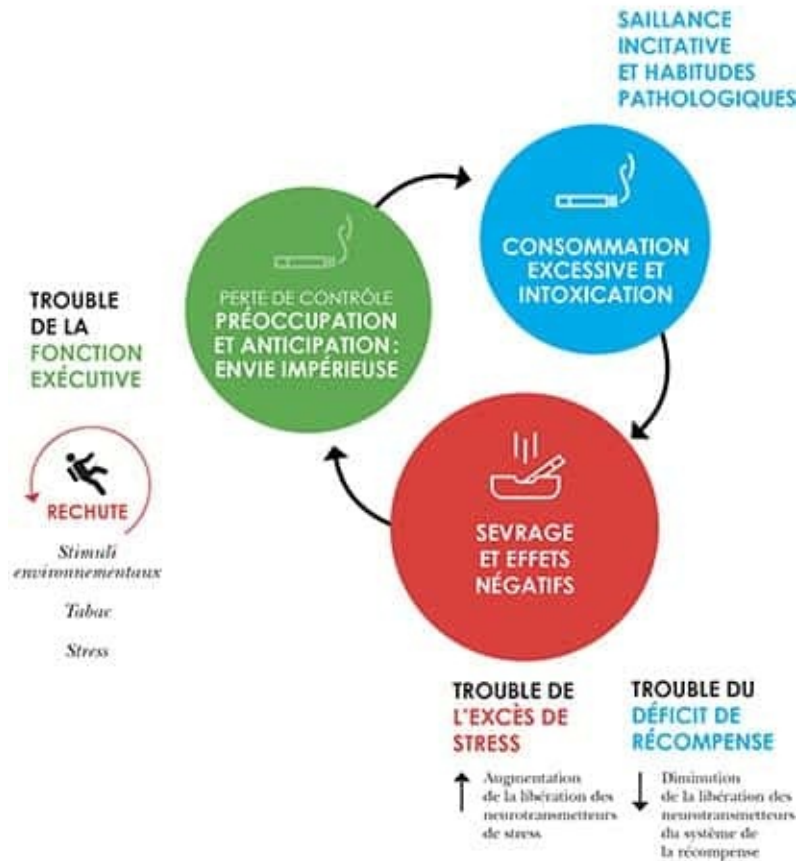 SAILLANCE
INCITATIVE
ET HABITUDES
PATHOLOGIQUES
CONSOMMATION
EXCESSIVE ET
INTOXICATION
PERTE DE CONTRÔLE
PRÉOCCUPATION
ET ANTICIPATION :
ENVIE IMPÉRIEUSE
TROUBLE
DE LA
FONCTION
EXÉCUTIVE
RECHUTE
Stimuli
environnementaux
Tabac
Stress
SEVRAGE
ET EFFETS
NÉGATIFS
TROUBLE DE
L'EXCÈS DE
STRESS
Augmentation
de la libération des
neurotransmetteurs
de stress
TROUBLE DU
DÉFICIT DE
RÉCOMPENSE
Diminution
de la libération des
neurotransmetteurs
du système de
la récompense